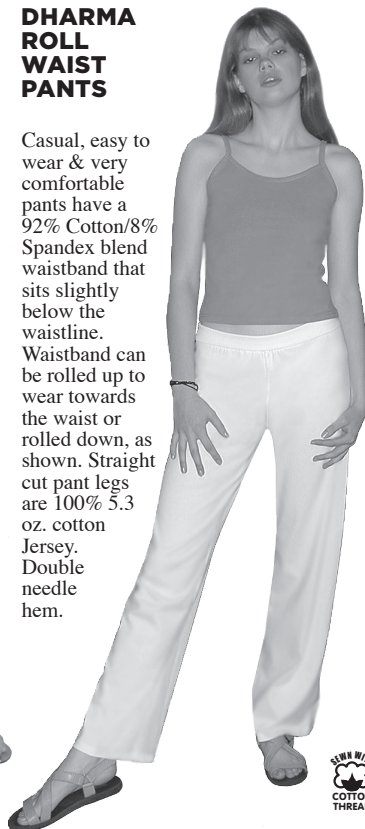 DHARMA
ROLL
WAIST
PANTS
Casual, easy to
wear & very
comfortable
pants have a
92% Cotton/8%
Spandex blend
waistband that
sits slightly
below the
waistline.
Waistband can
be rolled up to
wear towards
the waist or
rolled down, as
shown. Straight
cut pant legs
are 100% 5.3
oz. cotton
Jersey.
Double
needle
hem.
SEWN WI
COTTO
THREA